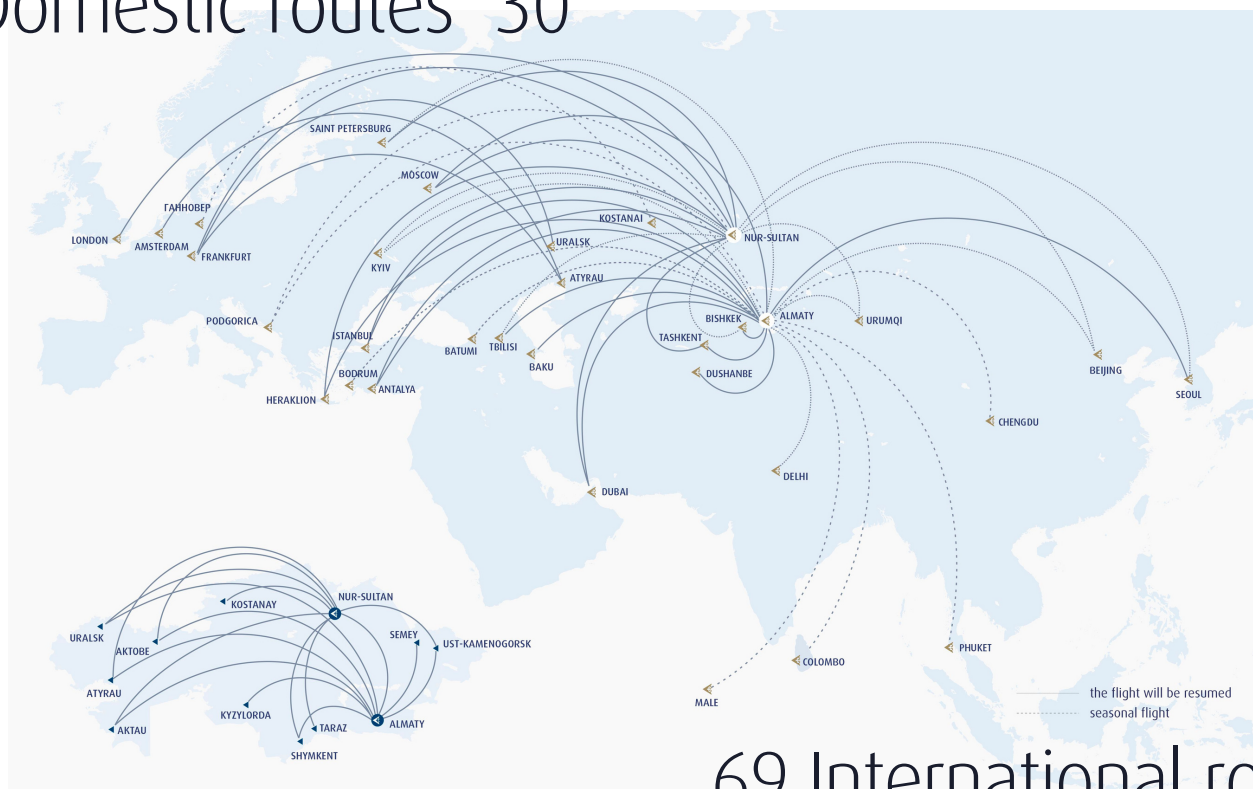 Domestic routes 30
SAINT PETERSBURG
MOSCOW
ГАННОВЕР
LONDON
AMSTERDAM
FRANKFURT
KYIV
KOSTANAI
NUR-SULTAN
URALSK
ATYRAU
PODGORICA
ISTANBUL
BATUMI
TBILISI
BAKU
BISHKEK
ALMATY
URUMQI
TASHKENT
DUSHANBE
BODRUM
ANTALYA
HERAKLION
BEIJING
SEOUL
CHENGDU
DELHI
DUBAI
NUR-SULTAN
KOSTANAY
URALSK
AKTOBE
SEMEY
UST-KAMENOGORSK
ATYRAU
KYZYLORDA
AKTAU
TARAZ
ALMATY
SHYMKENT
COLOMBO
PHUKET
MALE
the flight will be resumed
seasonal flight
69 International